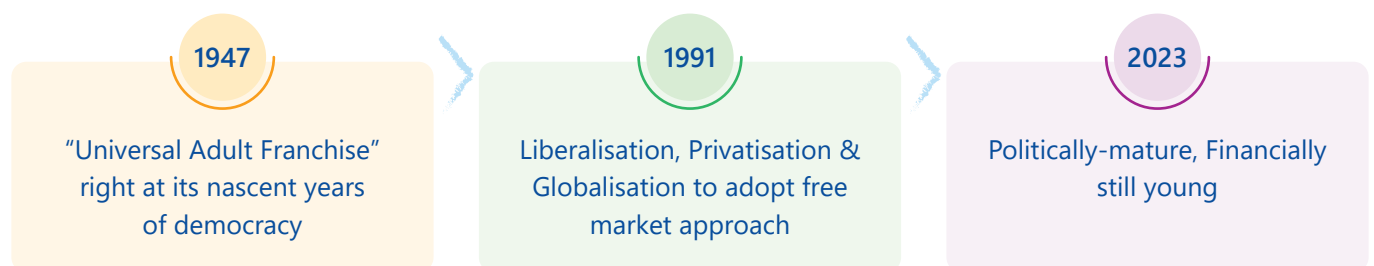 1947
“Universal Adult Franchise”
right at its nascent years
of democracy
1991
Liberalisation, Privatisation &
Globalisation to adopt free
market approach
2023
Politically-mature, Financially
still young